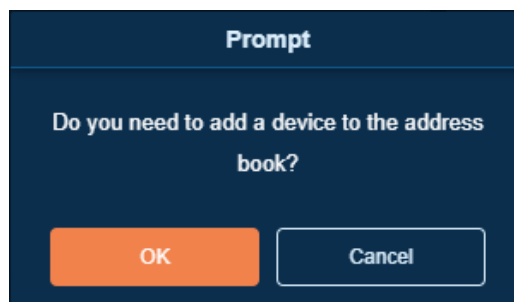 Prompt
Do you need to add a device to the address
book?
OK
Cancel